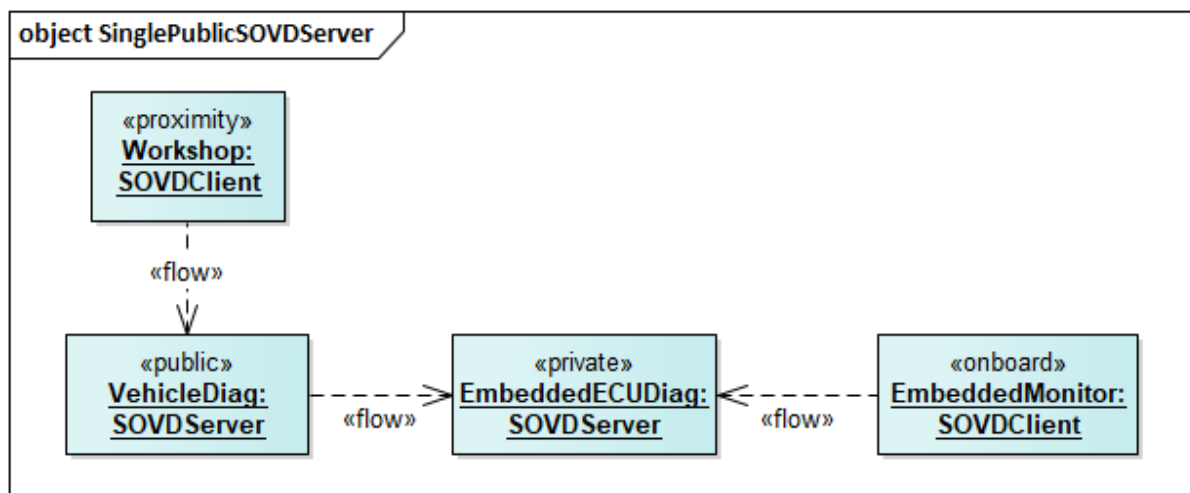 object SinglePublicSOVDServer
«proximity»
Workshop:
SOVDClient
«flow»
«public»
VehicleDiag:
SOVDServer
«flow»
«private»
EmbeddedECUDiag:
SOVDServer
«flow»
«onboard»
EmbeddedMonitor:
SOVDClient